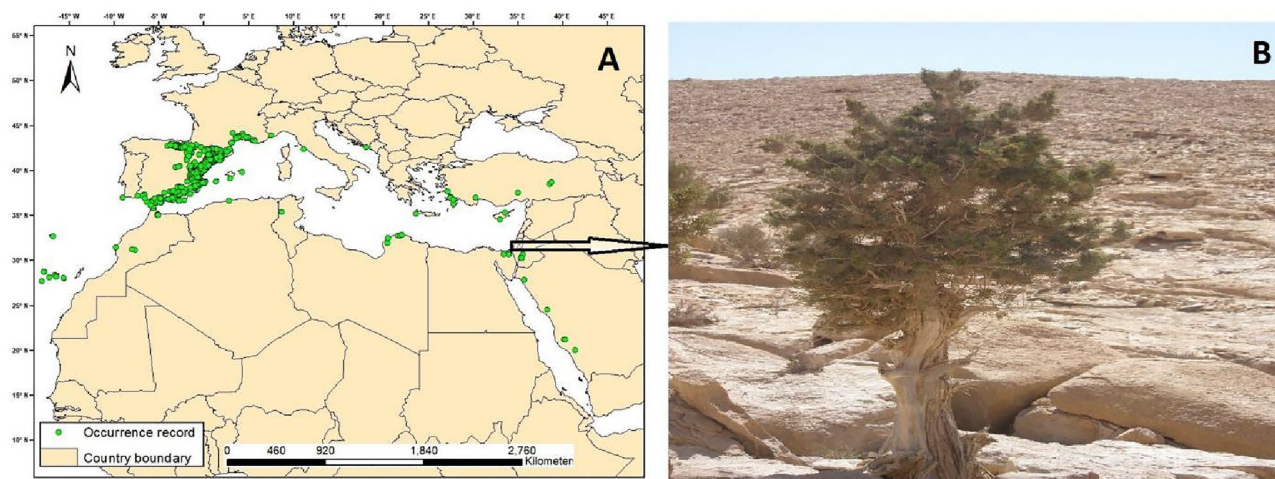 15° W 10° W 5° W 0° E 5° E 10° E 15° E 20° E 25° E 30° E 35° E 40° E 45° E
N
A
B
55° N
50° N
45° N
40° N
35° N
30° N
25° N
20° N
15° N
10° N
Occurrence record
Country boundary
0 460 920 1,840 2,760
Kilometers